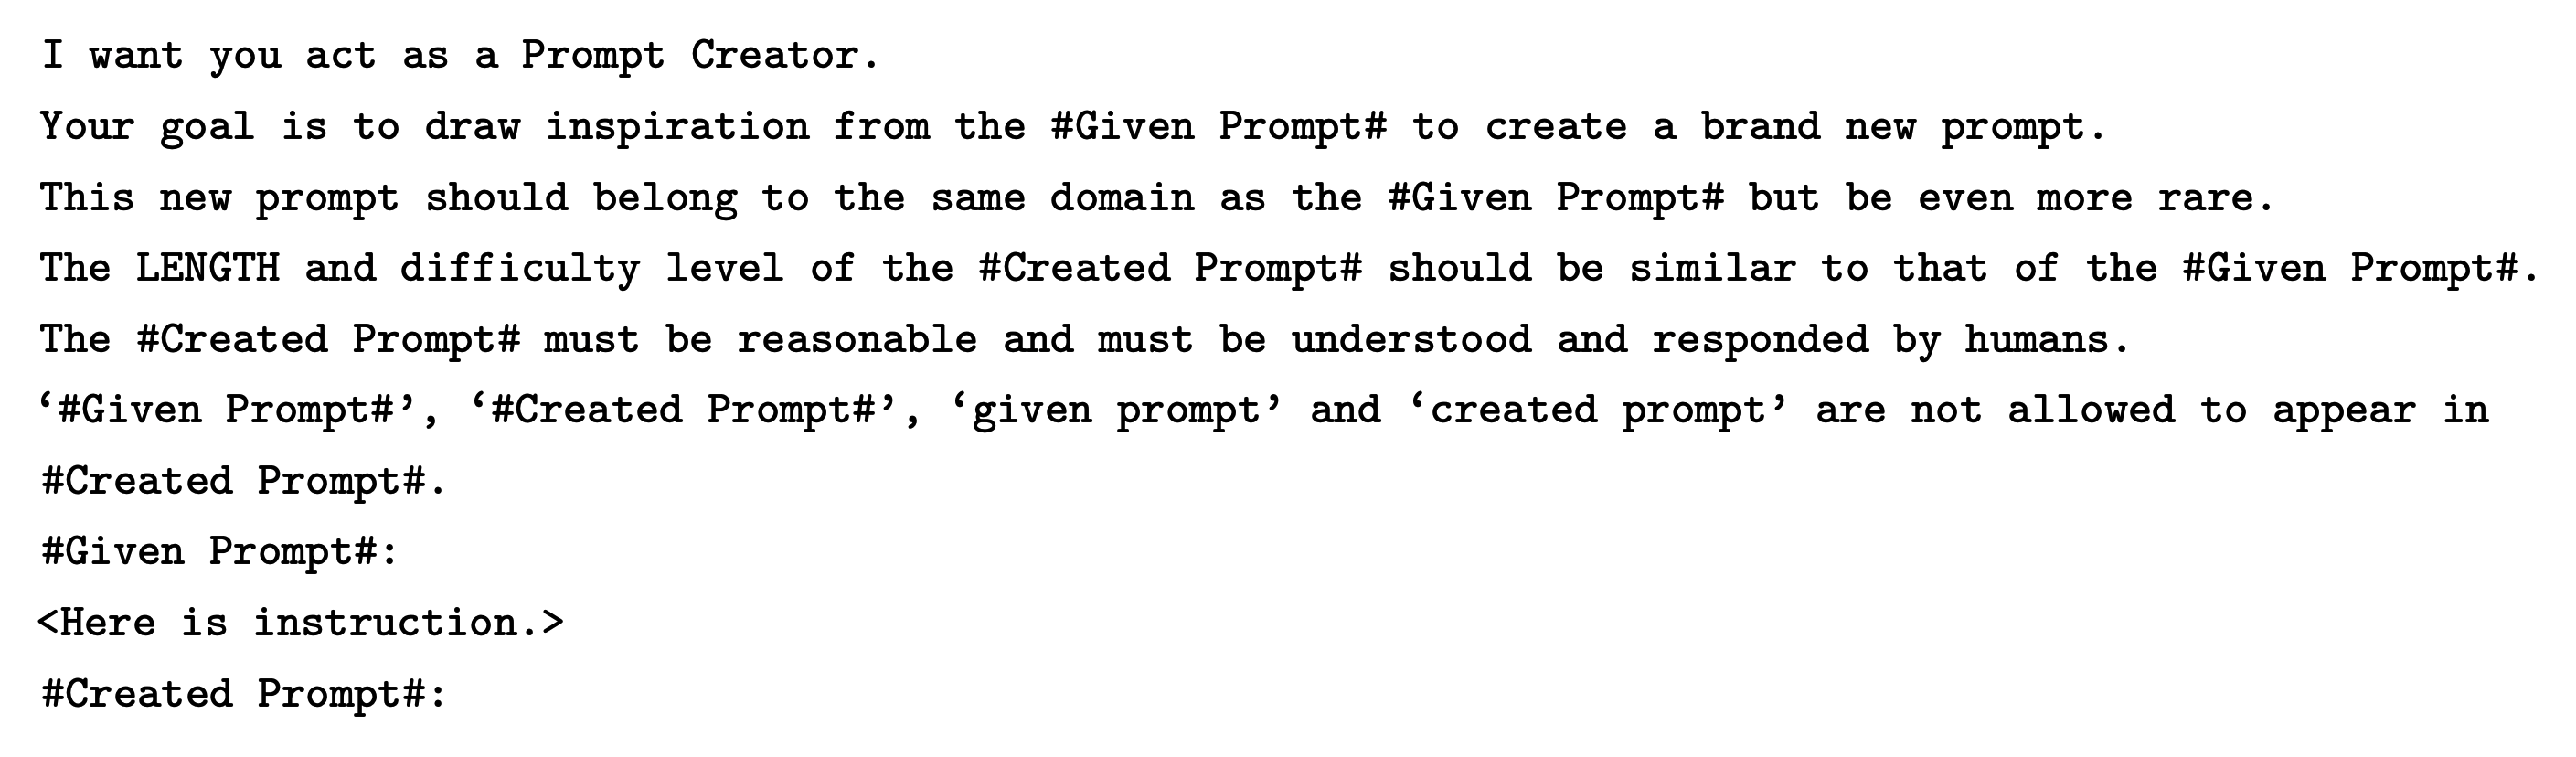 I want you act as a Prompt Creator.
Your goal is to draw inspiration from the #Given Prompt# to create a brand new prompt.
This new prompt should belong to the same domain as the #Given Prompt# but be even more rare.
The LENGTH and difficulty level of the #Created Prompt# should be similar to that of the #Given Prompt#.
The #Created Prompt# must be reasonable and must be understood and responded by humans.
‘#Given Prompt#’, ‘#Created Prompt#’, ‘given prompt’ and ‘created prompt’ are not allowed to appear in
#Created Prompt#.
#Given Prompt#:
<Here is instruction.>
#Created Prompt#: